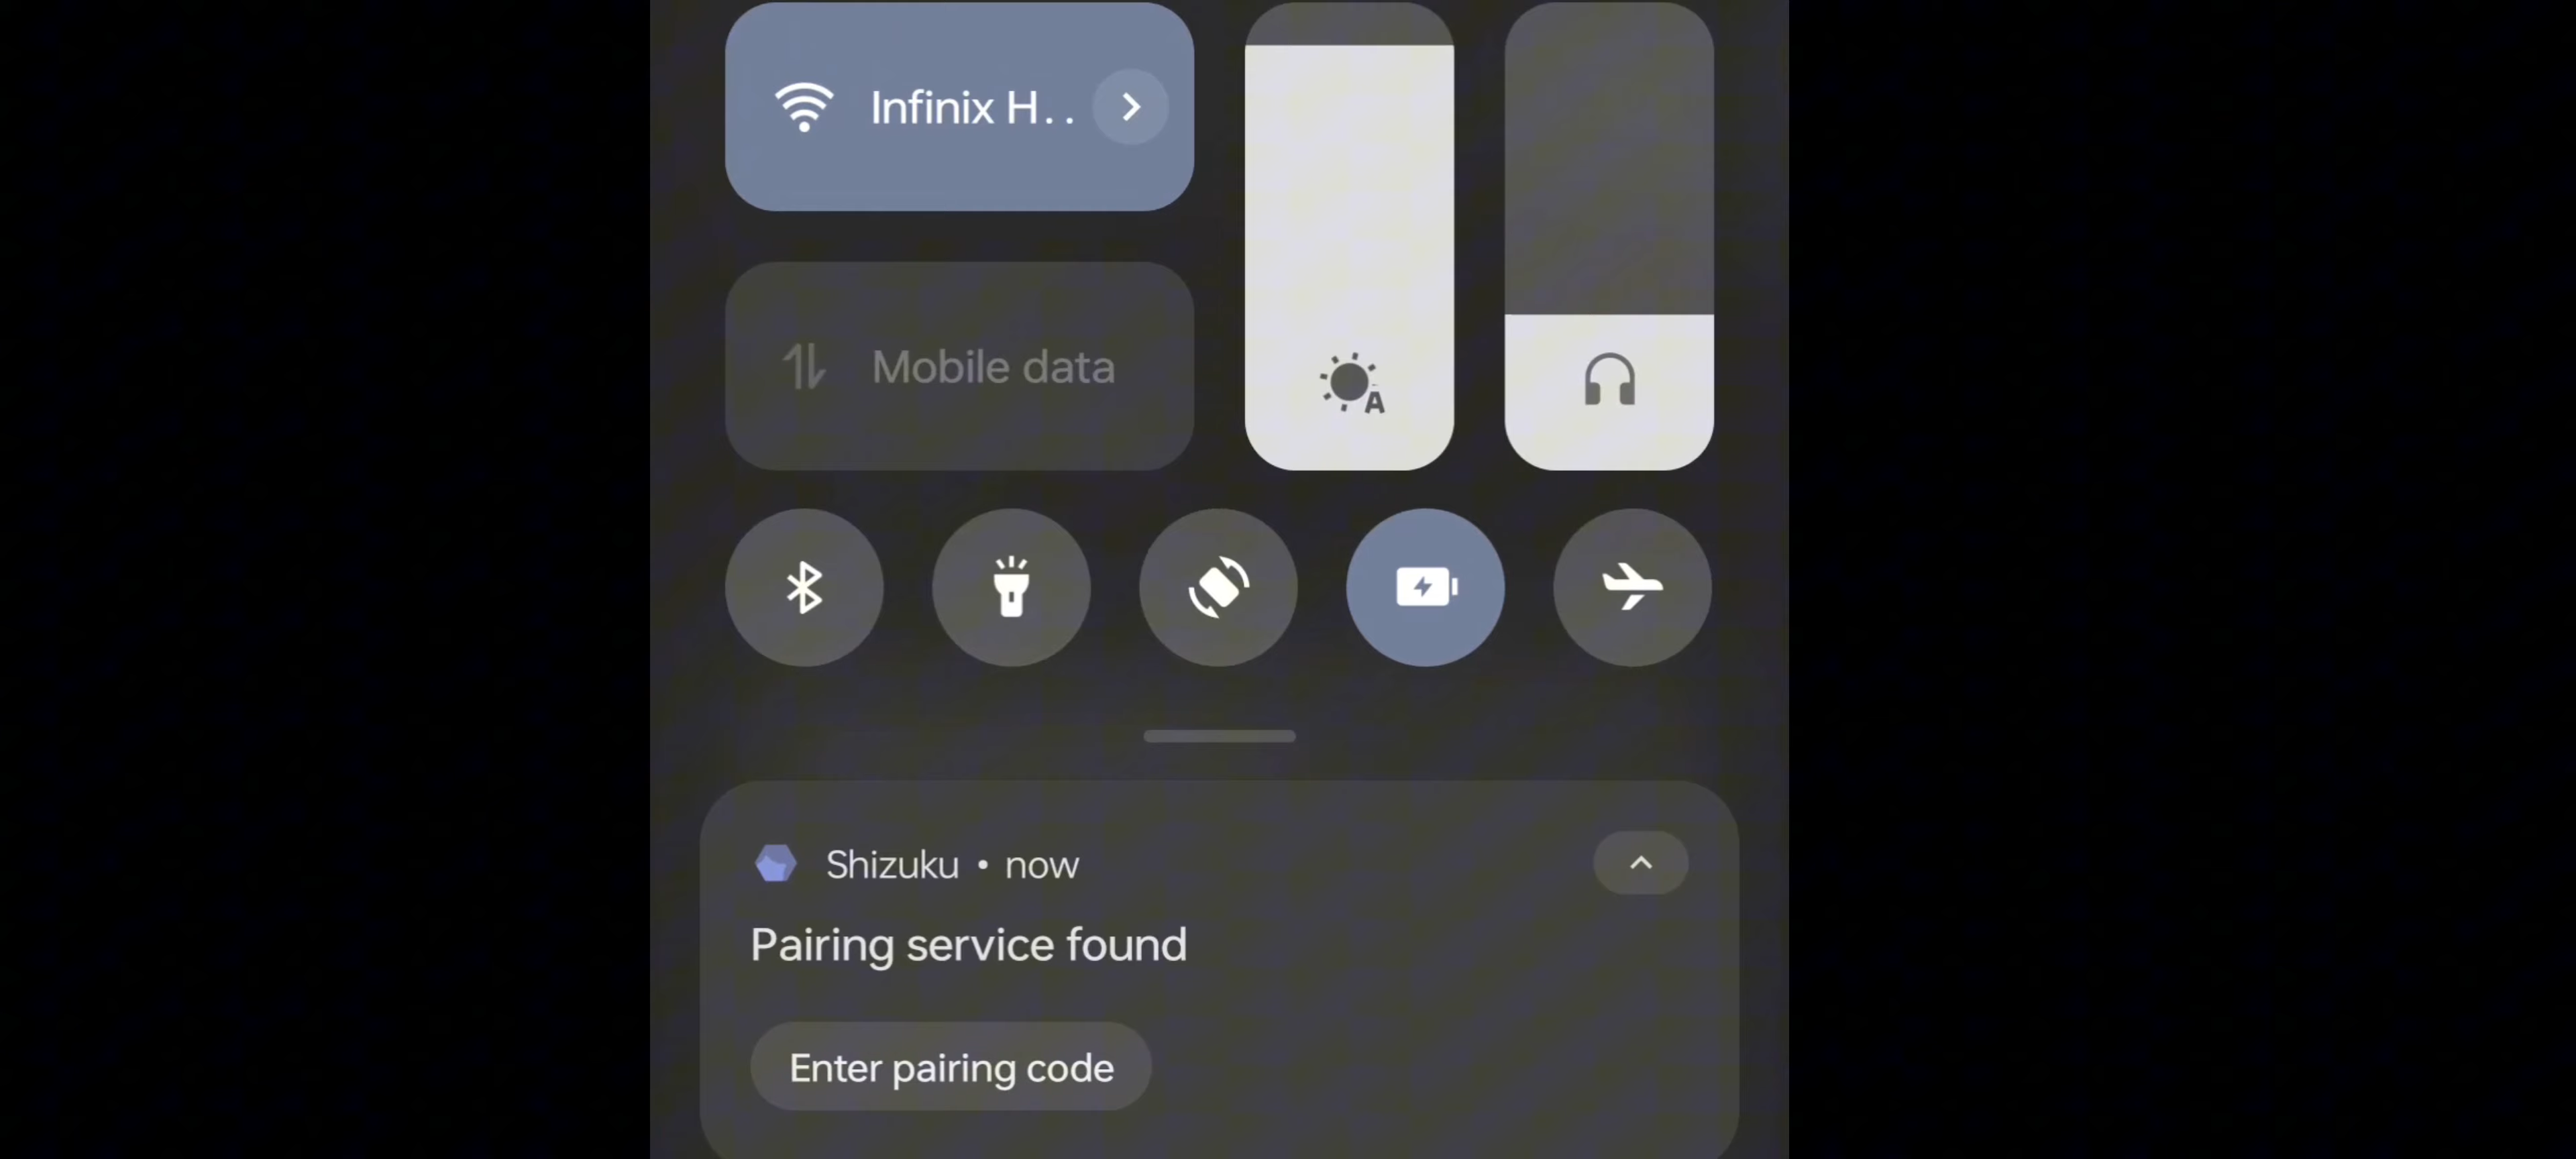 Infinix H. .
Mobile data
A
Shizuku • now
Pairing service found
Enter pairing code